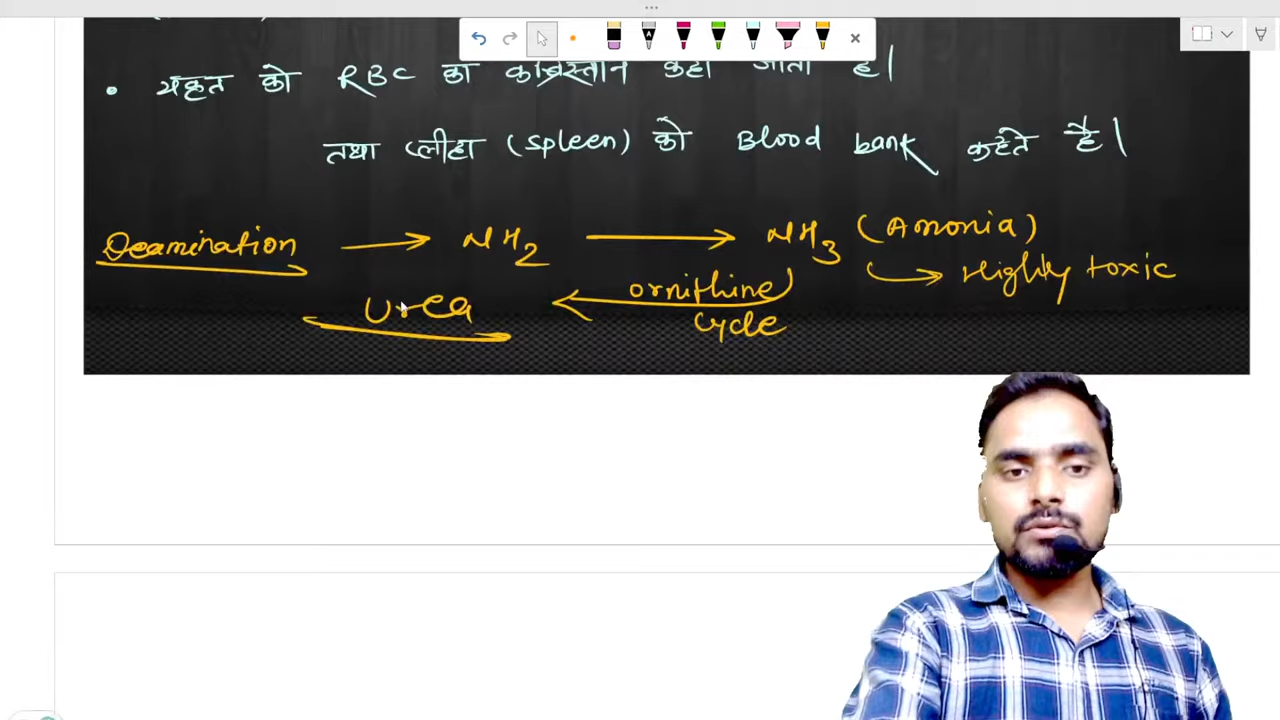 • यकृत को RBC का कब्रिस्तान कहा जाता है।
तथा प्लीहा (spleen) को Blood bank कहते है।
Deamination → NH2 → NH3 (Amonia)
Highly toxic
ornithine
Urea
cycle